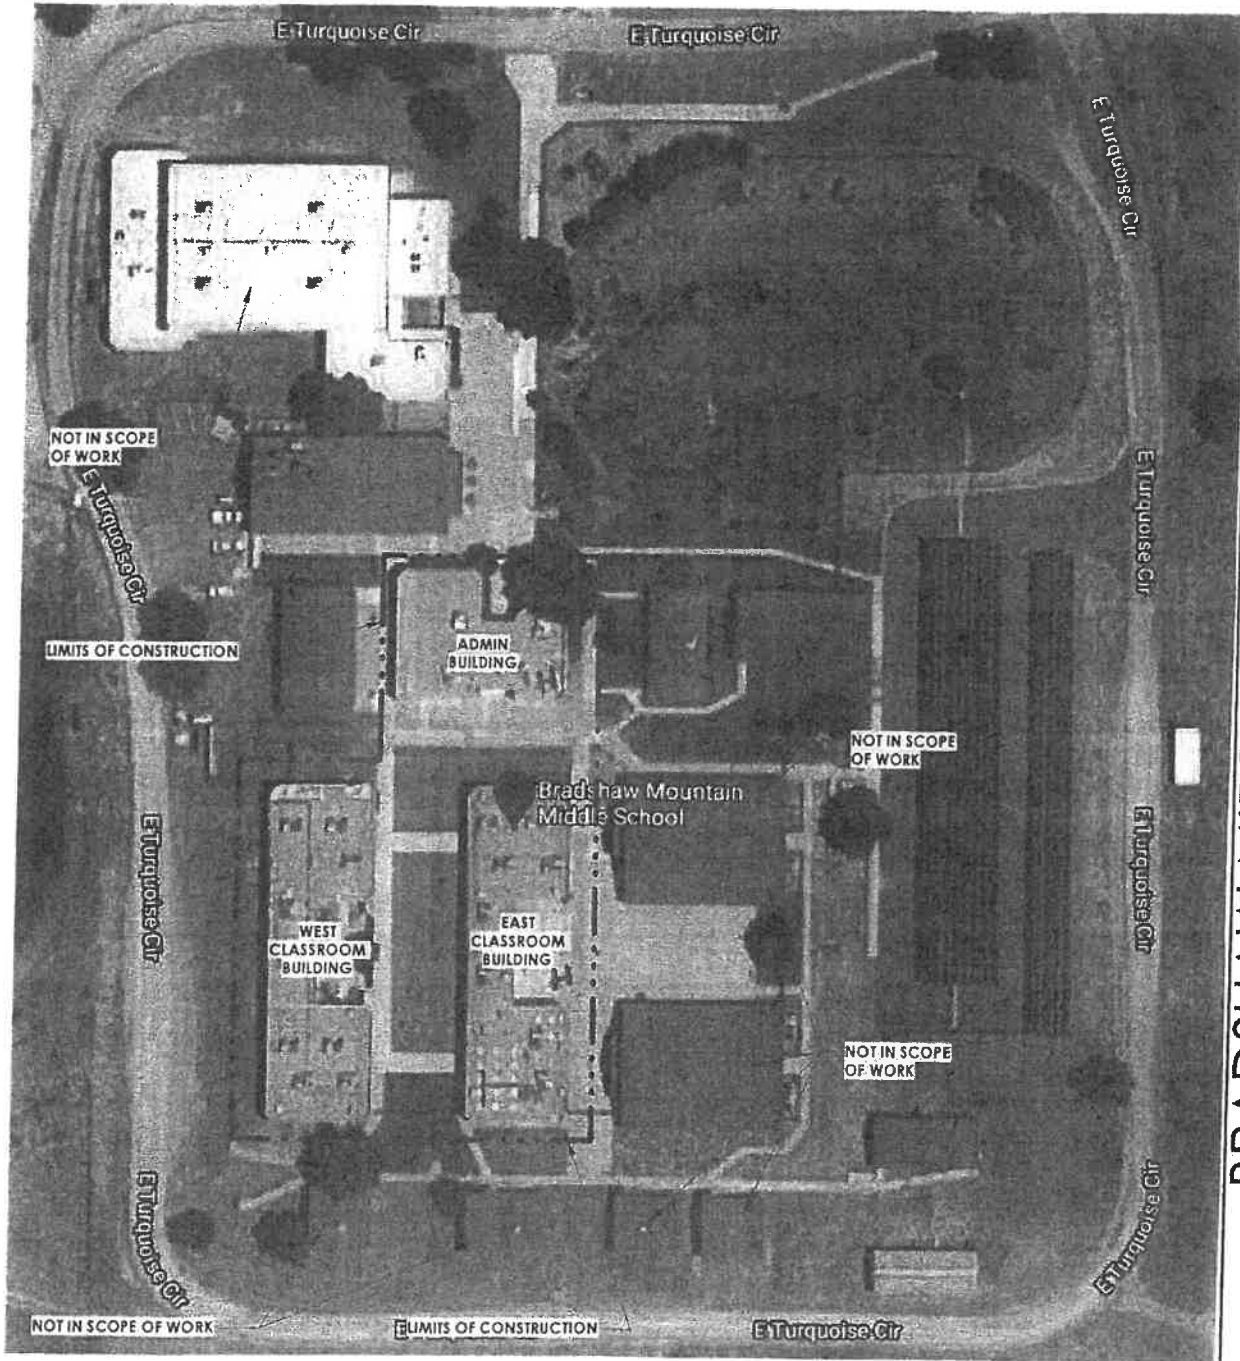 E Turquoise Cir
E Turquoise Cir
E Turquoise Cir
NOT IN SCOPE
OF WORK
E Turquoise Cir
E Turquoise Cir
LIMITS OF CONSTRUCTION
ADMIN
BUILDING
NOT IN SCOPE
OF WORK
Bradshaw Mountain
Middle School
E Turquoise Cir
E Turquoise Cir
WEST
CLASSROOM
BUILDING
EAST
CLASSROOM
BUILDING
NOT IN SCOPE
OF WORK
E Turquoise Cir
E Turquoise Cir
NOT IN SCOPE OF WORK
LIMITS OF CONSTRUCTION
E Turquoise Cir